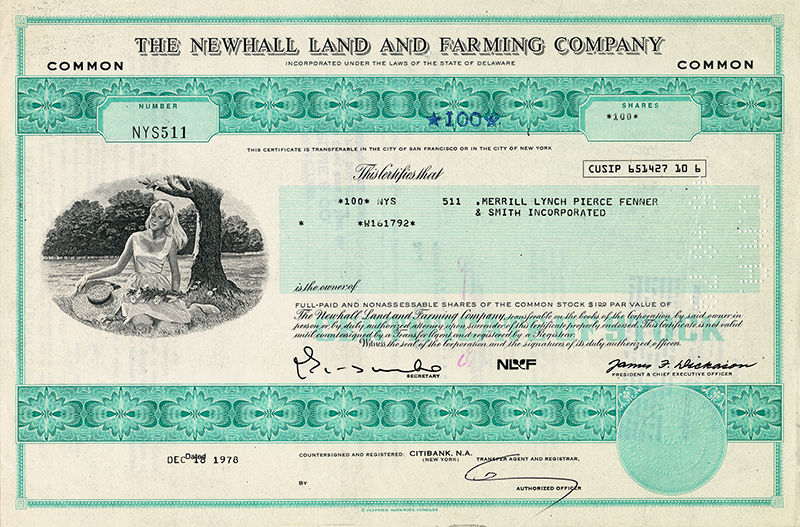 THE NEWHALL LAND AND FARMING COMPANY
COMMON
INCORPORATED UNDER THE LAWS OF THE STATE OF DELAWARE
COMMON
NUMBER
NYS511
*100*
SHARES
*100*
THIS CERTIFICATE IS TRANSFERABLE IN THE CITY OF SAN FRANCISCO OR IN THE CITY OF NEW YORK
This Certifies that
CUSIP 651427 10 6
*100* NYS 511 .MERRILL LYNCH PIERCE FENNER
& SMITH INCORPORATED
* *W161792*
is the owner of
FULL-PAID AND NONASSESSABLE SHARES OF THE COMMON STOCK $1.00 PAR VALUE OF
The Newhall Land and Farming Company, transferable on the books of the Corporation by said owner in
person or by duly authorized attorney upon surrender of this certificate properly endorsed. This certificate is not valid
until countersigned by a Transfer Agent and registered by a Registrar.
Witness the seal of the Corporation and the signatures of its duly authorized officers.
SECRETARY
NLXF
James F. Dickason
PRESIDENT & CHIEF EXECUTIVE OFFICER
Dated
DEC 18 1978
COUNTERSIGNED AND REGISTERED: CITIBANK, N.A.
(NEW YORK)
TRANSFER AGENT AND REGISTRAR,
BY
AUTHORIZED OFFICER
© JEFFRIES BANKNOTE COMPANY